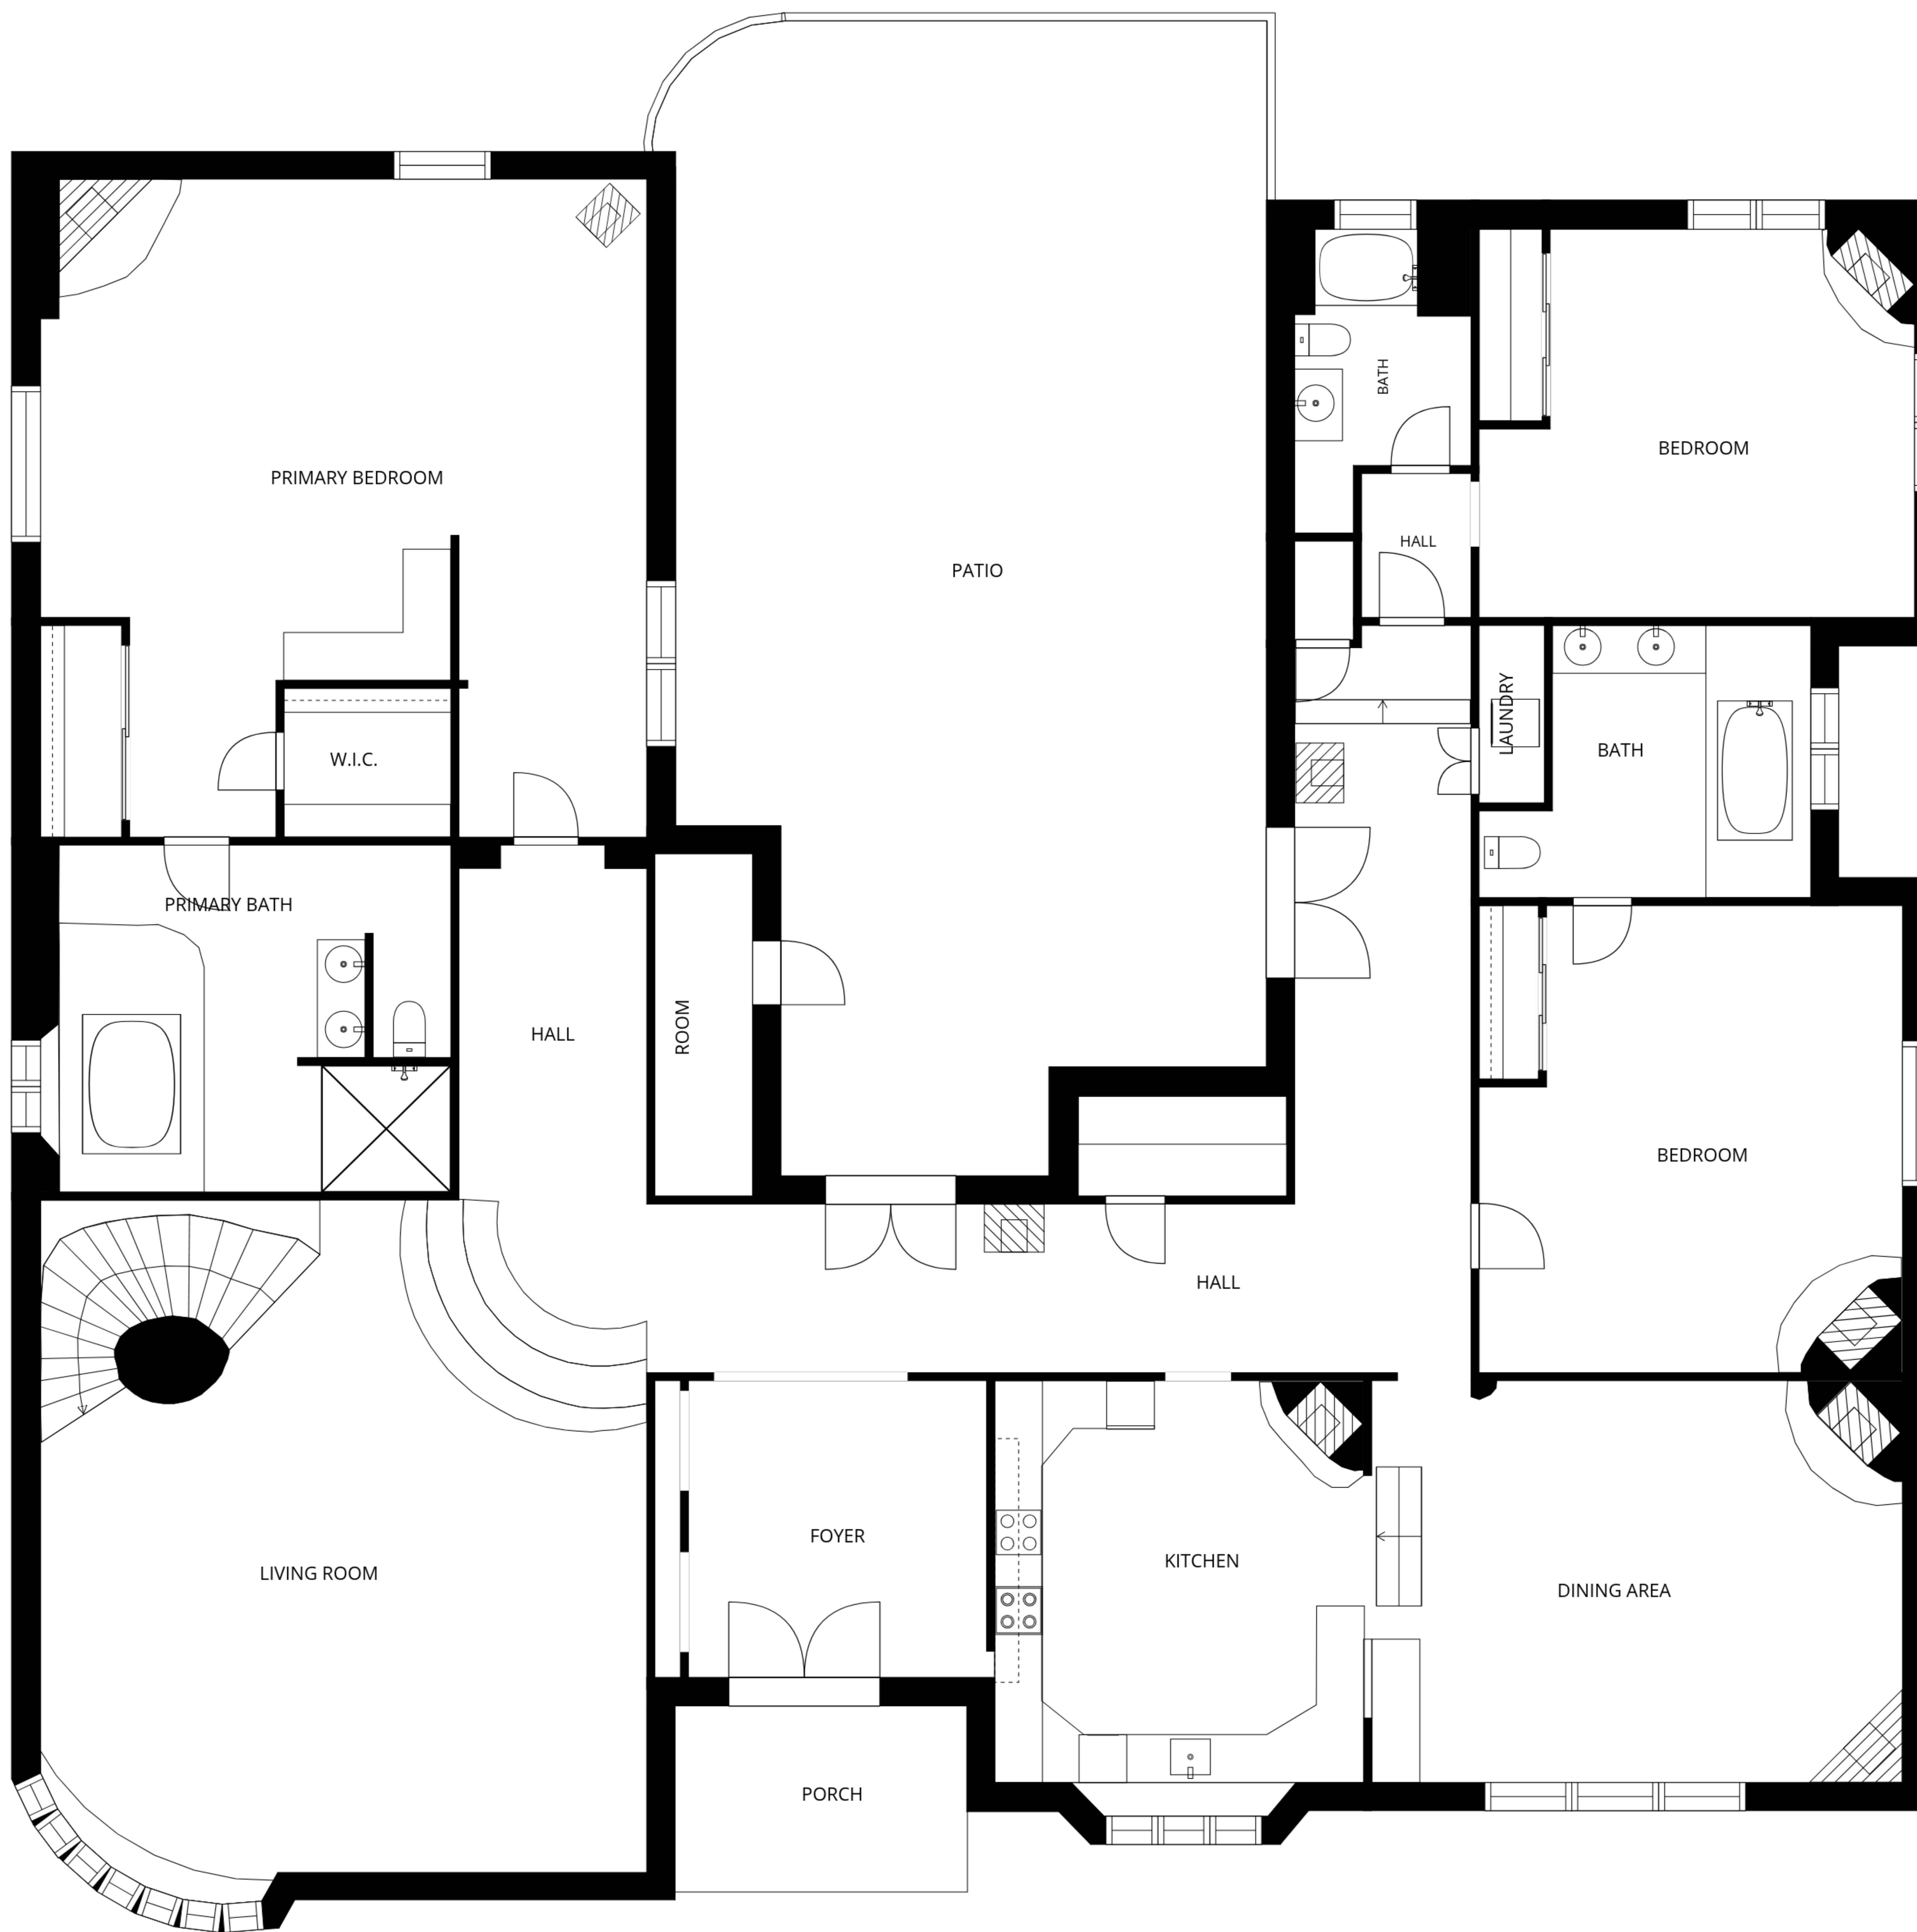 BATH
BEDROOM
PRIMARY BEDROOM
HALL
PATIO
LAUNDRY
BATH
W.I.C.
PRIMARY BATH
HALL
ROOM
BEDROOM
HALL
FOYER
KITCHEN
LIVING ROOM
DINING AREA
PORCH